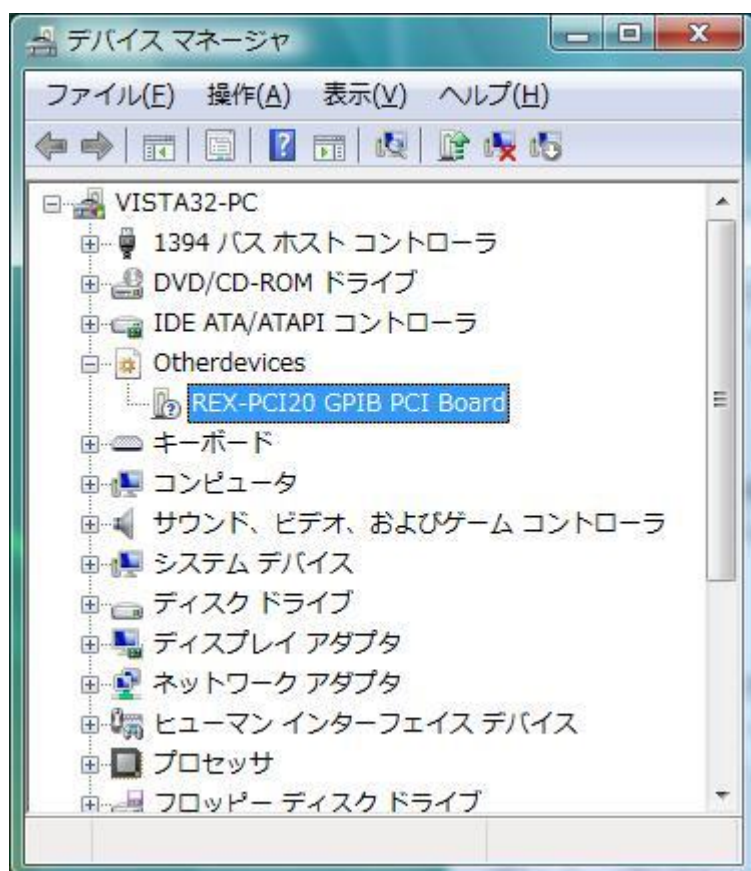 デバイス マネージャ
ファイル(F) 操作(A) 表示(V) ヘルプ(H)
VISTA32-PC
1394 バス ホスト コントローラ
DVD/CD-ROM ドライブ
IDE ATA/ATAPI コントローラ
Otherdevices
REX-PCI20 GPIB PCI Board
キーボード
コンピュータ
サウンド、ビデオ、およびゲーム コントローラ
システム デバイス
ディスク ドライブ
ディスプレイ アダプタ
ネットワーク アダプタ
ヒューマン インターフェイス デバイス
プロセッサ
フロッピー ディスク ドライブ